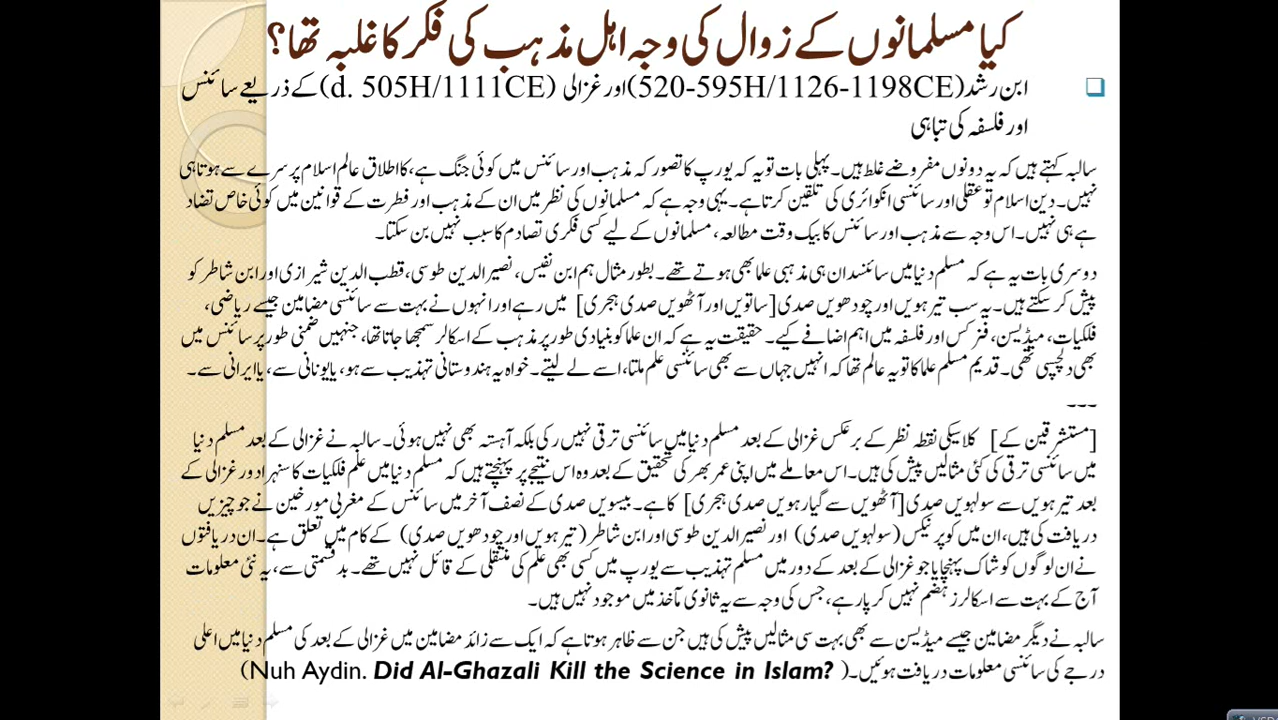 کیا مسلمانوں کے زوال کی وجہ اہل مذہب کی فکر کا غلبہ تھا؟
ابن رشد (520-595H/1126-1198CE) اور غزالی (d. 505H/1111CE) کے ذریعے سائنس
اور فلسفہ کی تباہی
سالبہ کہتے ہیں کہ یہ دونوں مفروضے غلط ہیں۔ پہلی بات تو یہ کہ یورپ کا تصور کہ مذہب اور سائنس میں کوئی جنگ ہے، کا اطلاق عالم اسلام پر سرے سے ہوتا ہی
نہیں۔ دین اسلام تو عقلی اور سائنسی انکوائری کی تلقین کرتا ہے۔ یہی وجہ ہے کہ مسلمانوں کی نظر میں ان کے مذہب اور فطرت کے قوانین میں کوئی خاص تضاد
ہے ہی نہیں۔ اس وجہ سے مذہب اور سائنس کا بیک وقت مطالعہ، مسلمانوں کے لیے کسی فکری تصادم کا سبب نہیں بن سکتا۔
دوسری بات یہ ہے کہ مسلم دنیا میں سائنسدان ہی مذہبی علما بھی ہوتے تھے۔ بطور مثال ہم ابن نفیس، نصیر الدین طوسی، قطب الدین شیرازی اور ابن شاطر کو
پیش کر سکتے ہیں۔ یہ سب تیرہویں اور چودھویں صدی [ساتویں اور آٹھویں صدی ہجری] میں رہے اور انہوں نے بہت سے سائنسی مضامین جیسے ریاضی،
فلکیات، میڈیسن، فزکس اور فلسفہ میں اہم اضافے کیے۔ حقیقت یہ ہے کہ ان علما کو بنیادی طور پر مذہب کے اسکالر سمجھا جاتا تھا، جنہیں ضمنی طور پر سائنس میں
بھی دلچسپی تھی۔ قدیم مسلم علما کا تو یہ عالم تھا کہ انہیں جہاں سے بھی سائنسی علم ملتا، اسے لے لیتے۔ خواہ یہ ہندوستانی تہذیب سے ہو، یا یونانی سے، یا ایرانی سے۔
۔۔۔
[مستشرقین کے] کلاسیکی نقطہ نظر کے برعکس غزالی کے بعد مسلم دنیا میں سائنسی ترقی نہیں رکی بلکہ آہستہ بھی نہیں ہوئی۔ سالبہ نے غزالی کے بعد مسلم دنیا
میں سائنسی ترقی کی کئی مثالیں پیش کی ہیں۔ اس معاملے میں اپنی عمر بھر کی تحقیق کے بعد وہ اس نتیجے پر پہنچتے ہیں کہ مسلم دنیا میں علم فلکیات کا سنہرا دور غزالی کے
بعد تیرہویں سے سولہویں صدی [آٹھویں سے گیارہویں صدی ہجری] کا ہے۔ بیسویں صدی کے نصف آخر میں سائنس کے مغربی مورخین نے جو چیزیں
دریافت کی ہیں، ان میں کوپرنیکس (سولہویں صدی) اور نصیر الدین طوسی اور ابن شاطر (تیرہویں اور چودھویں صدی) کے کام میں تعلق ہے۔ ان دریافتوں
نے ان لوگوں کو شاک پہنچایا جو غزالی کے بعد کے دور میں مسلم تہذیب سے یورپ میں کسی بھی علم کی منتقلی کے قائل نہیں تھے۔ بدقسمتی سے، یہ نئی معلومات
آج کے بہت سے اسکالرز ہضم نہیں کر پا رہے، جس کی وجہ سے یہ ثانوی مآخذ میں موجود نہیں ہیں۔
سالبہ نے دیگر مضامین جیسے میڈیسن سے بھی بہت سی مثالیں پیش کی ہیں جن سے ظاہر ہوتا ہے کہ ایک سے زائد مضامین میں غزالی کے بعد کی مسلم دنیا میں اعلی
درجے کی سائنسی معلومات دریافت ہوئیں۔ (Nuh Aydin. Did Al-Ghazali Kill the Science in Islam?)